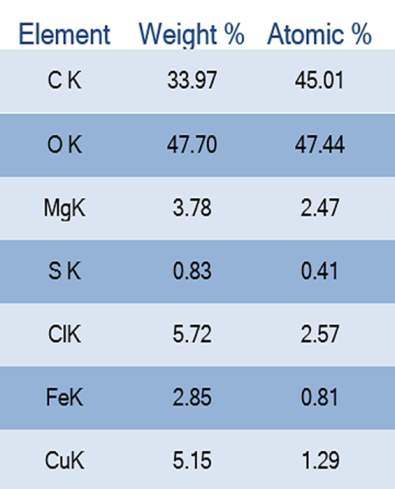 Element Weight % Atomic %
C K 33.97 45.01
O K 47.70 47.44
MgK 3.78 2.47
S K 0.83 0.41
ClK 5.72 2.57
FeK 2.85 0.81
CuK 5.15 1.29